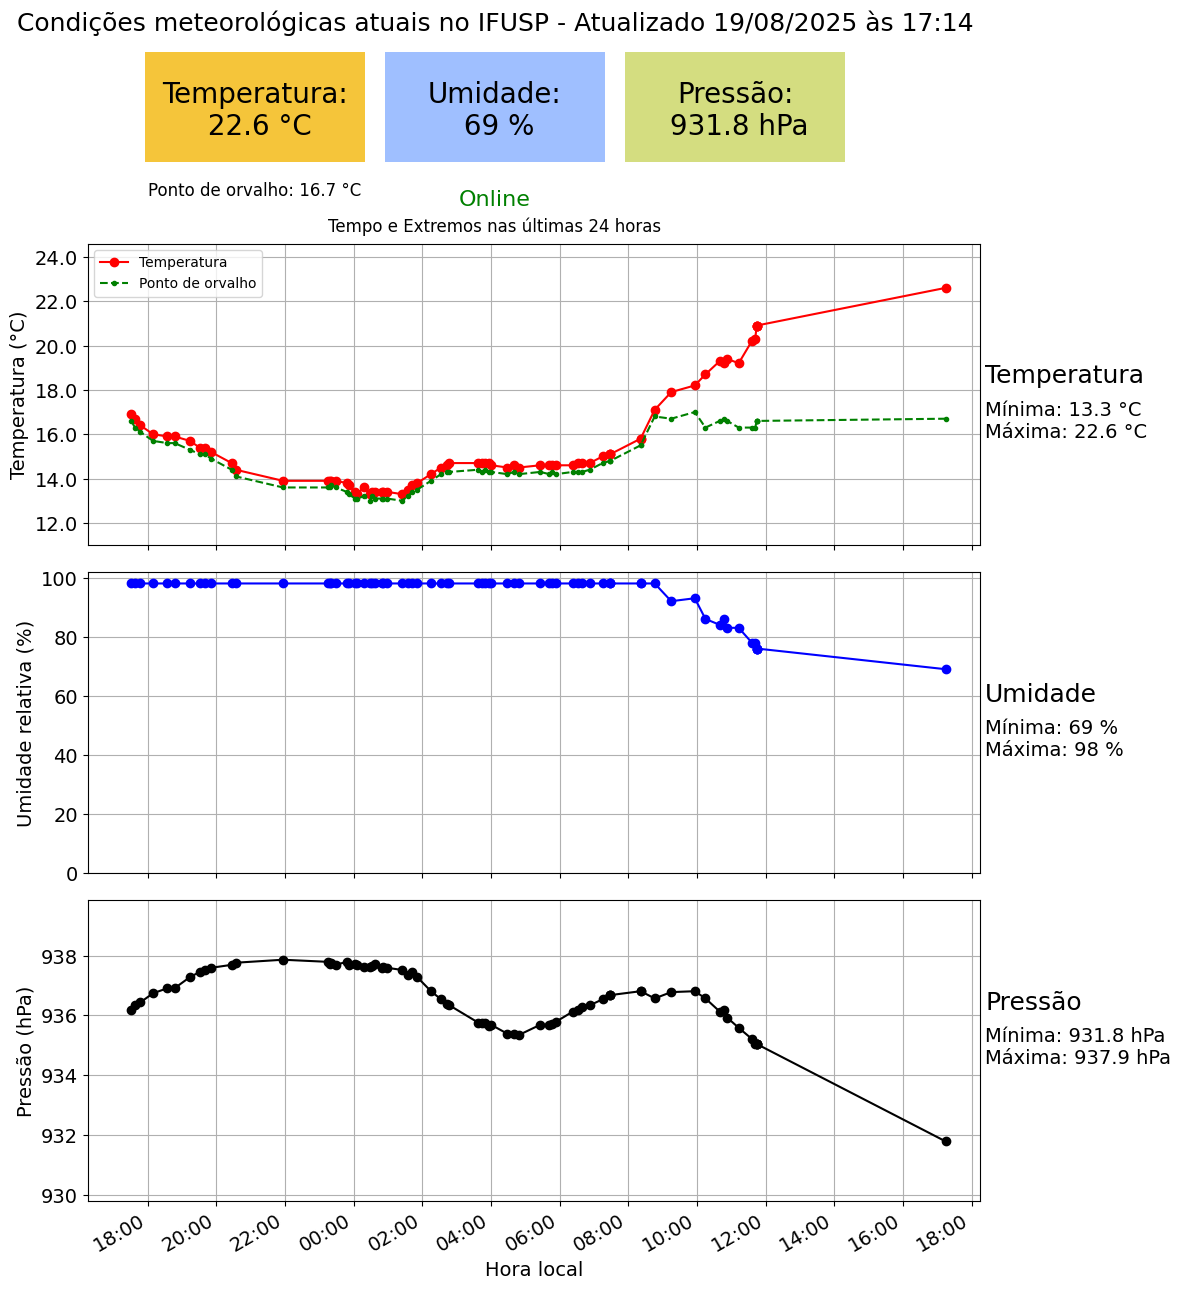 Condições meteorológicas atuais no IFUSP - Atualizado 19/08/2025 às 17:14
Temperatura:
22.6 °C
Umidade:
69 %
Pressão:
931.8 hPa
Ponto de orvalho: 16.7 °C
Online
Tempo e Extremos nas últimas 24 horas
Temperatura (°C)
24.0
22.0
20.0
18.0
16.0
14.0
12.0
Temperatura
Ponto de orvalho
Temperatura
Mínima: 13.3 °C
Máxima: 22.6 °C
Umidade relativa (%)
100
80
60
40
20
0
Umidade
Mínima: 69 %
Máxima: 98 %
Pressão (hPa)
938
936
934
932
930
Pressão
Mínima: 931.8 hPa
Máxima: 937.9 hPa
18:00
20:00
22:00
00:00
02:00
04:00
06:00
08:00
10:00
12:00
14:00
16:00
18:00
Hora local